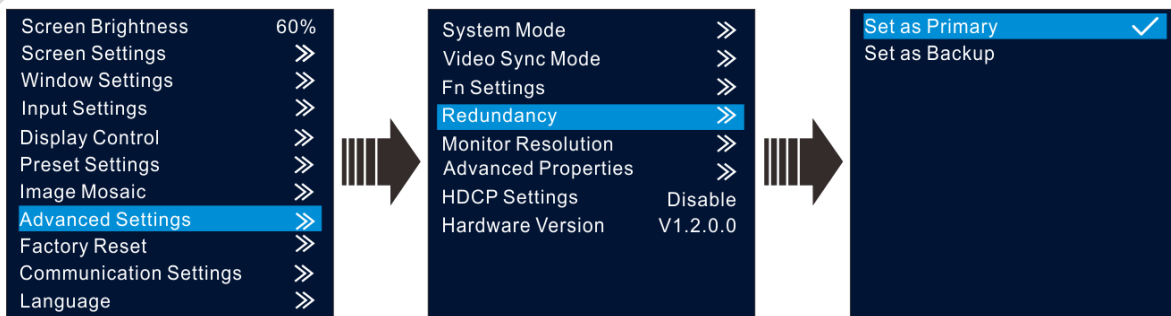 Screen Brightness 60%
Screen Settings
Window Settings
Input Settings
Display Control
Preset Settings
Image Mosaic
Advanced Settings
Factory Reset
Communication Settings
Language
System Mode
Video Sync Mode
Fn Settings
Redundancy
Monitor Resolution
Advanced Properties
HDCP Settings Disable
Hardware Version V1.2.0.0
Set as Primary
Set as Backup